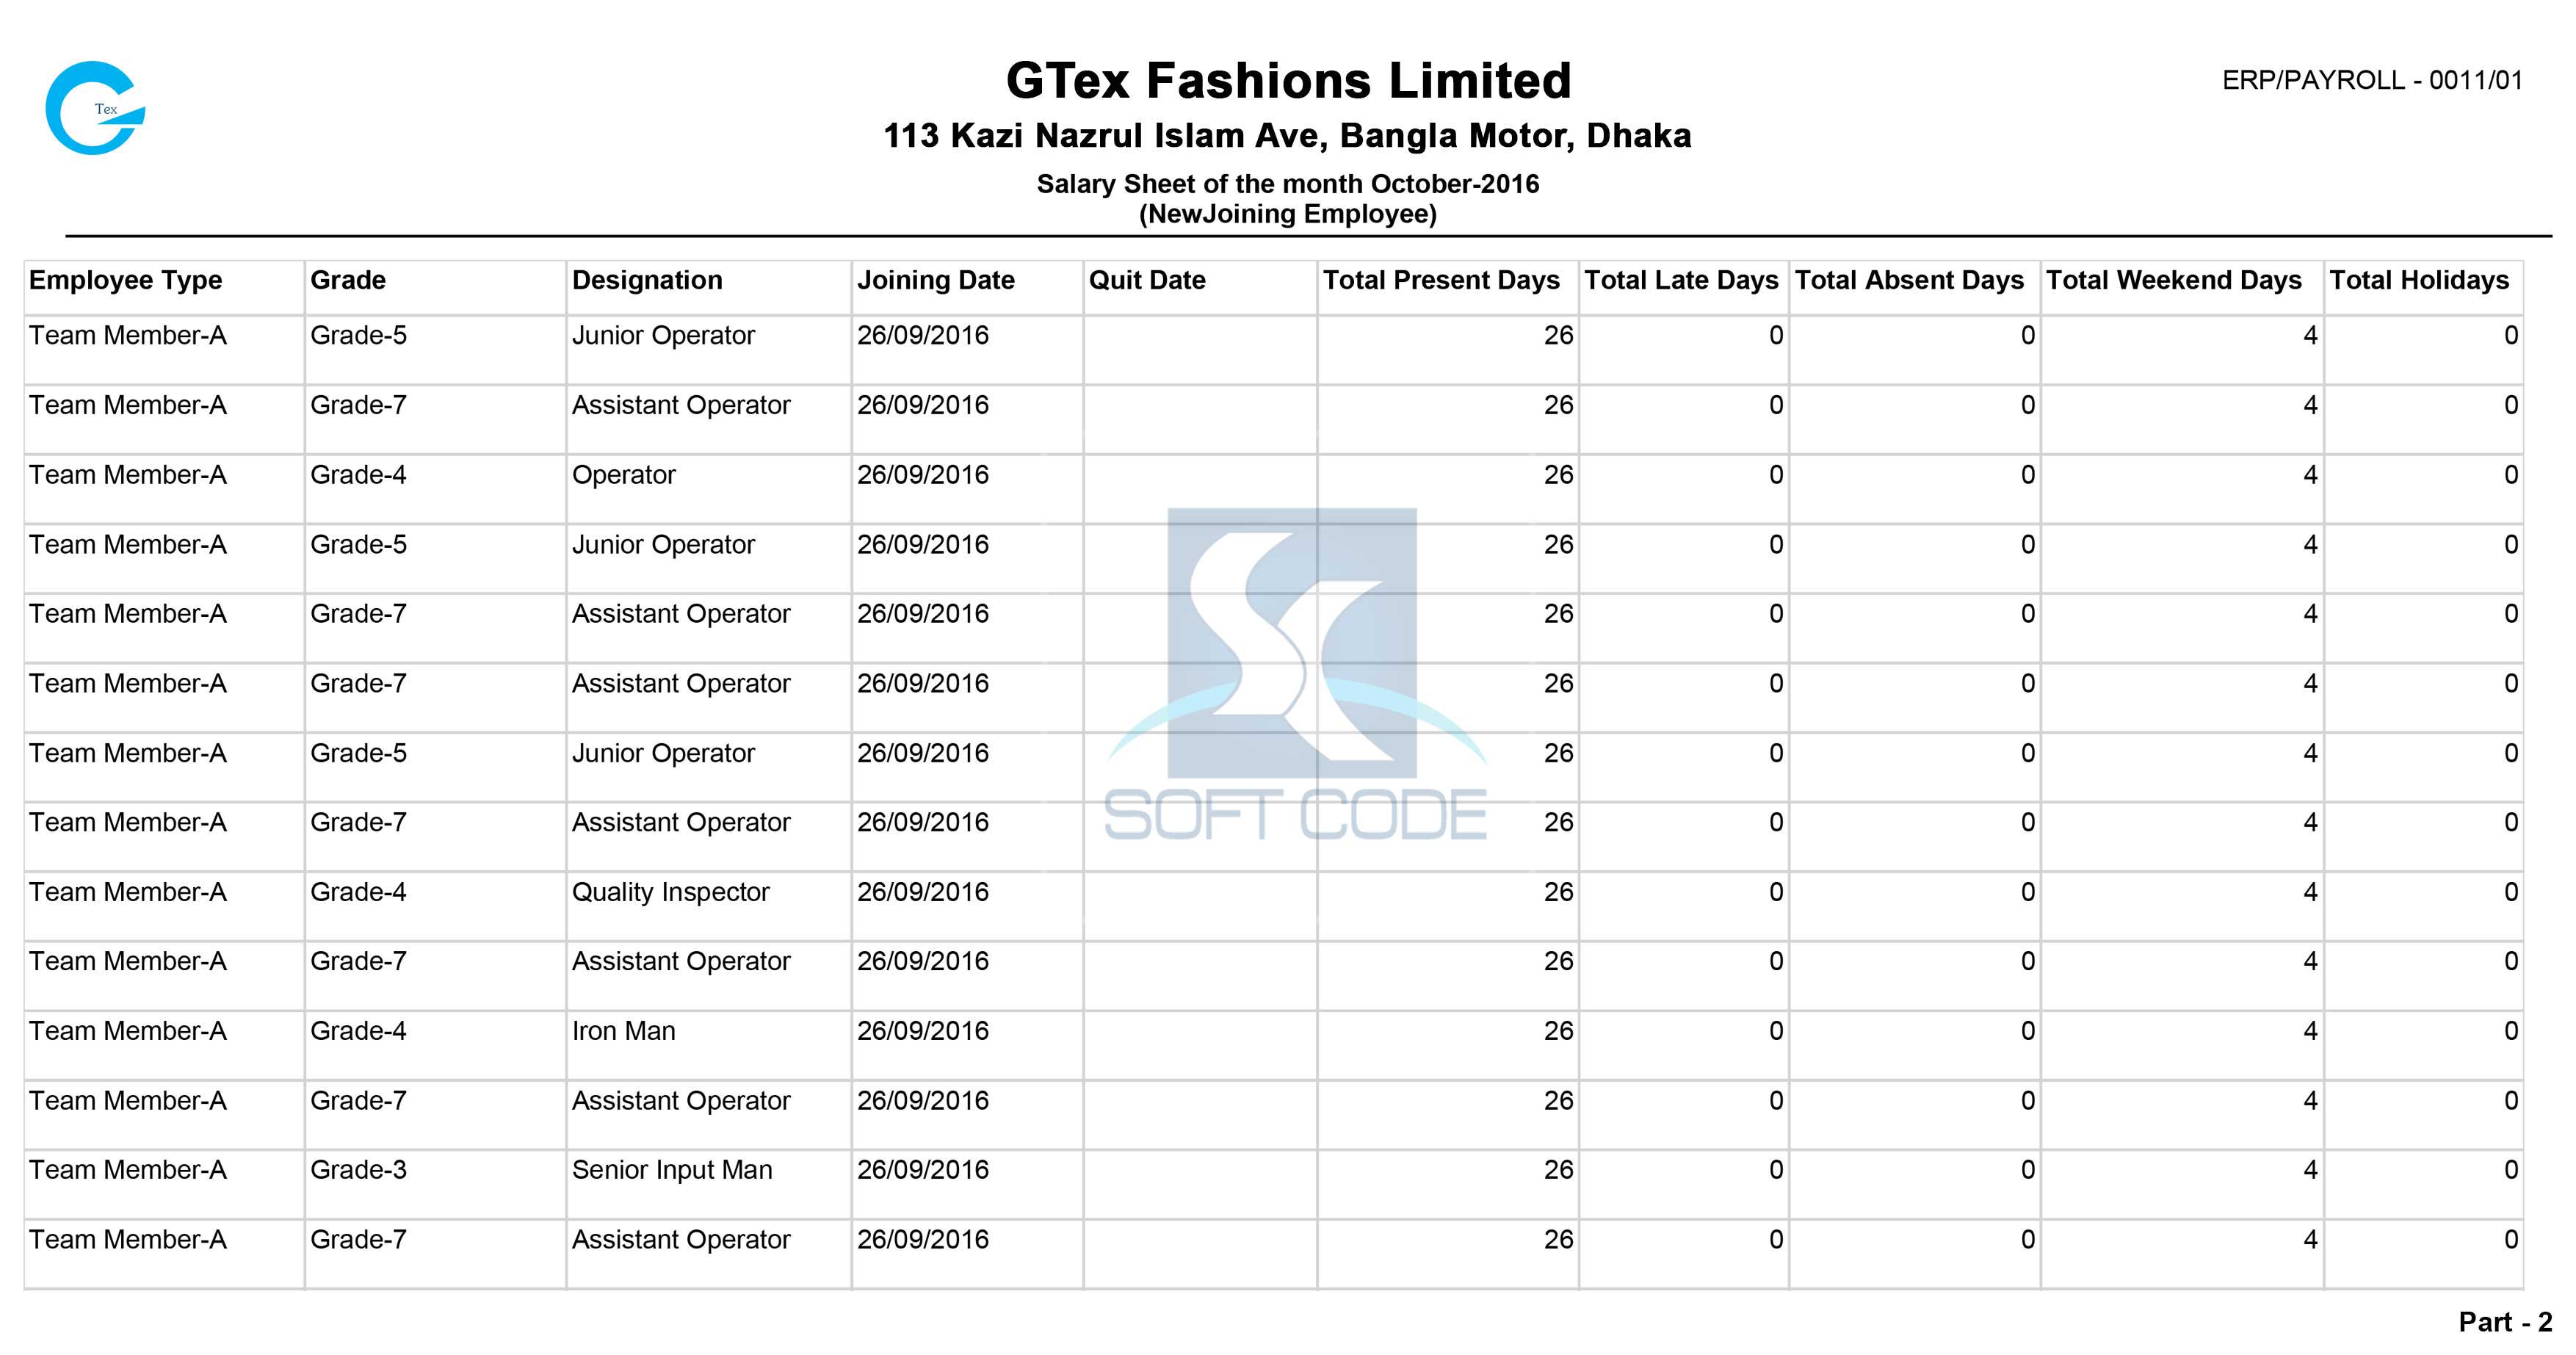 Tex
GTex Fashions Limited
ERP/PAYROLL - 0011/01
113 Kazi Nazrul Islam Ave, Bangla Motor, Dhaka
Salary Sheet of the month October-2016
(NewJoining Employee)
Employee Type Grade Designation Joining Date Quit Date Total Present Days Total Late Days Total Absent Days Total Weekend Days Total Holidays
Team Member-A Grade-5 Junior Operator 26/09/2016 26 0 0 4 0
Team Member-A Grade-7 Assistant Operator 26/09/2016 26 0 0 4 0
Team Member-A Grade-4 Operator 26/09/2016 26 0 0 4 0
Team Member-A Grade-5 Junior Operator 26/09/2016 26 0 0 4 0
Team Member-A Grade-7 Assistant Operator 26/09/2016 26 0 0 4 0
Team Member-A Grade-7 Assistant Operator 26/09/2016 26 0 0 4 0
Team Member-A Grade-5 Junior Operator 26/09/2016 26 0 0 4 0
Team Member-A Grade-7 Assistant Operator 26/09/2016 26 0 0 4 0
SOFT CODE
Team Member-A Grade-4 Quality Inspector 26/09/2016 26 0 0 4 0
Team Member-A Grade-7 Assistant Operator 26/09/2016 26 0 0 4 0
Team Member-A Grade-4 Iron Man 26/09/2016 26 0 0 4 0
Team Member-A Grade-7 Assistant Operator 26/09/2016 26 0 0 4 0
Team Member-A Grade-3 Senior Input Man 26/09/2016 26 0 0 4 0
Team Member-A Grade-7 Assistant Operator 26/09/2016 26 0 0 4 0
Part - 2